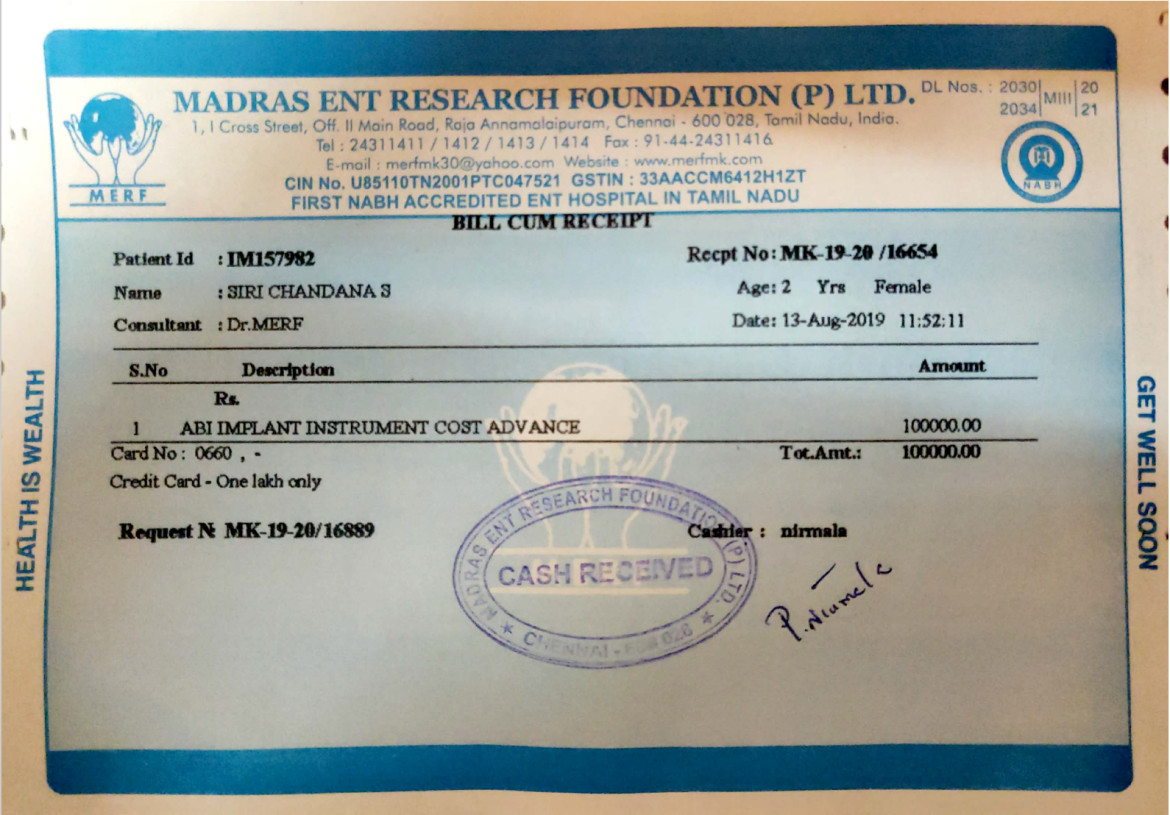 MADRAS ENT RESEARCH FOUNDATION (P) LTD.
DL Nos. : 2030 2034 MIII 20 21
1, I Cross Street, Off. II Main Road, Raja Annamalaipuram, Chennai - 600 028, Tamil Nadu, India.
Tel : 24311411 / 1412 / 1413 / 1414 Fax : 91-44-24311416
E-mail : merfmk30@yahoo.com Website : www.merfmk.com
CIN No. U85110TN2001PTC047521 GSTIN : 33AACCM6412H1ZT
FIRST NABH ACCREDITED ENT HOSPITAL IN TAMIL NADU
MERF
NABH
BILL CUM RECEIPT
Patient Id : IM157982 Recpt No: MK-19-20 /16654
Name : SIRI CHANDANA S Age: 2 Yrs Female
Consultant : Dr.MERF Date: 13-Aug-2019 11:52:11
S.No Description Amount
Rs.
1 ABI IMPLANT INSTRUMENT COST ADVANCE 100000.00
Card No : 0660 , - Tot.Amt.: 100000.00
Credit Card - One lakh only
Request N MK-19-20/16889 Cashier : nirmala
MADRAS ENT RESEARCH FOUNDATION (P) LTD.
CASH RECEIVED
CHENNAI - 028
P. Nirmala
HEALTH IS WEALTH
GET WELL SOON